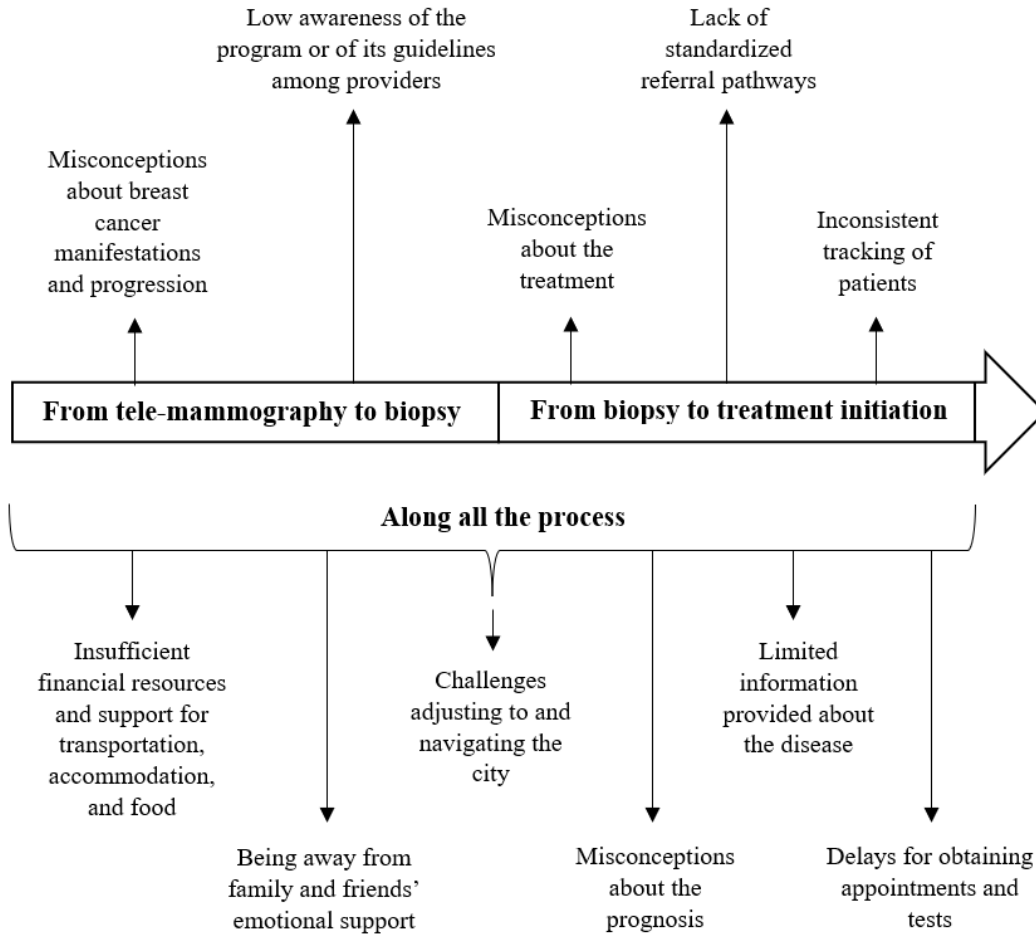 Low awareness of the
program or of its guidelines
among providers
Lack of
standardized
referral pathways
Misconceptions
about breast
cancer
manifestations
and progression
Misconceptions
about the
treatment
Inconsistent
tracking of
patients
From tele-mammography to biopsy
From biopsy to treatment initiation
Along all the process
Insufficient
financial resources
and support for
transportation,
accommodation,
and food
Challenges
adjusting to and
navigating the
city
Limited
information
provided about
the disease
Being away from
family and friends’
emotional support
Misconceptions
about the
prognosis
Delays for obtaining
appointments and
tests